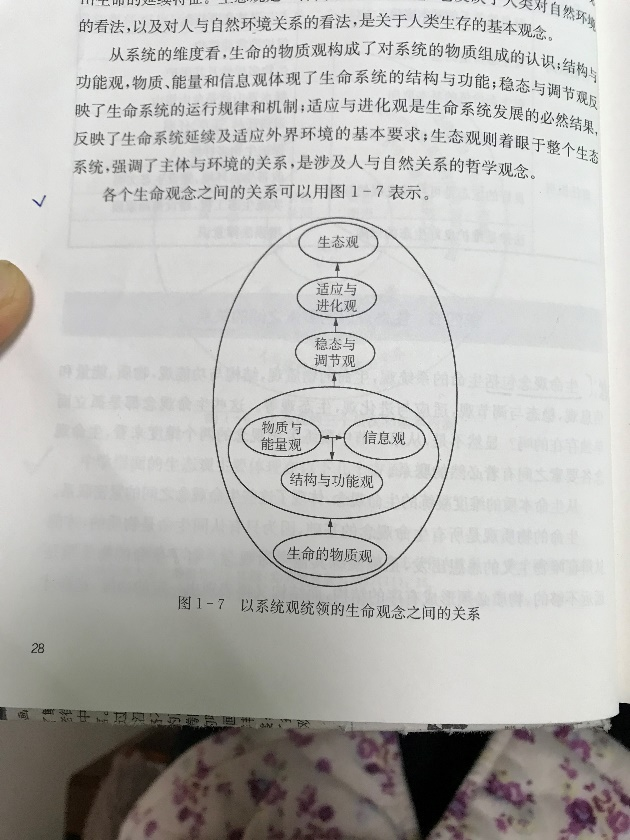 的看法,以及对人与自然环境关系的看法,是关于人类生存的基本观念。
从系统的维度看,生命的物质观构成了对系统的物质组成的认识;结构与
功能观,物质、能量和信息观体现了生命系统的结构与功能;稳态与调节观反
映了生命系统的运行规律和机制;适应与进化观是生命系统发展的必然结果,
反映了生命系统延续及适应外界环境的基本要求;生态观则着眼于整个生态
系统,强调了主体与环境的关系,是涉及人与自然关系的哲学观念。
各个生命观念之间的关系可以用图 1-7 表示。
生态观
适应与
进化观
稳态与
调节观
物质与
能量观
信息观
结构与功能观
生命的物质观
图 1-7 以系统观统领的生命观念之间的关系
28